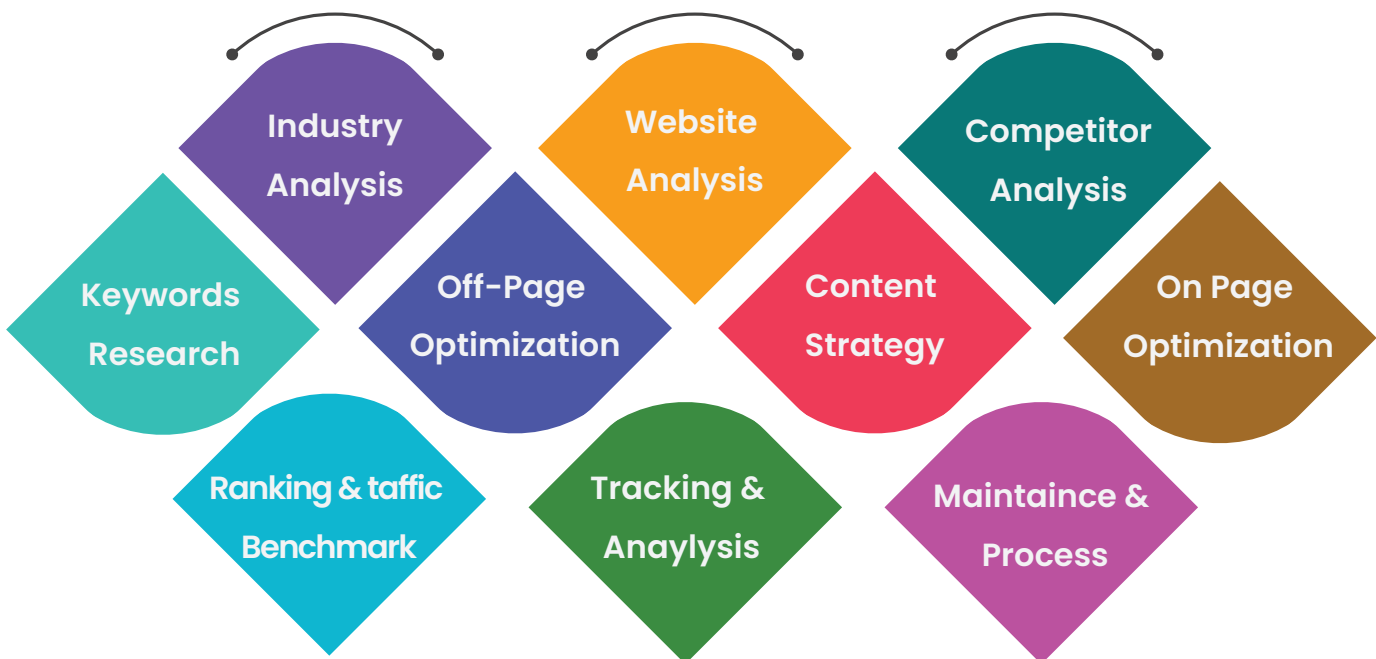 Industry
Analysis
Website
Analysis
Competitor
Analysis
Keywords
Research
Off-Page
Optimization
Content
Strategy
On Page
Optimization
Ranking & taffic
Benchmark
Tracking &
Anaylysis
Maintaince &
Process